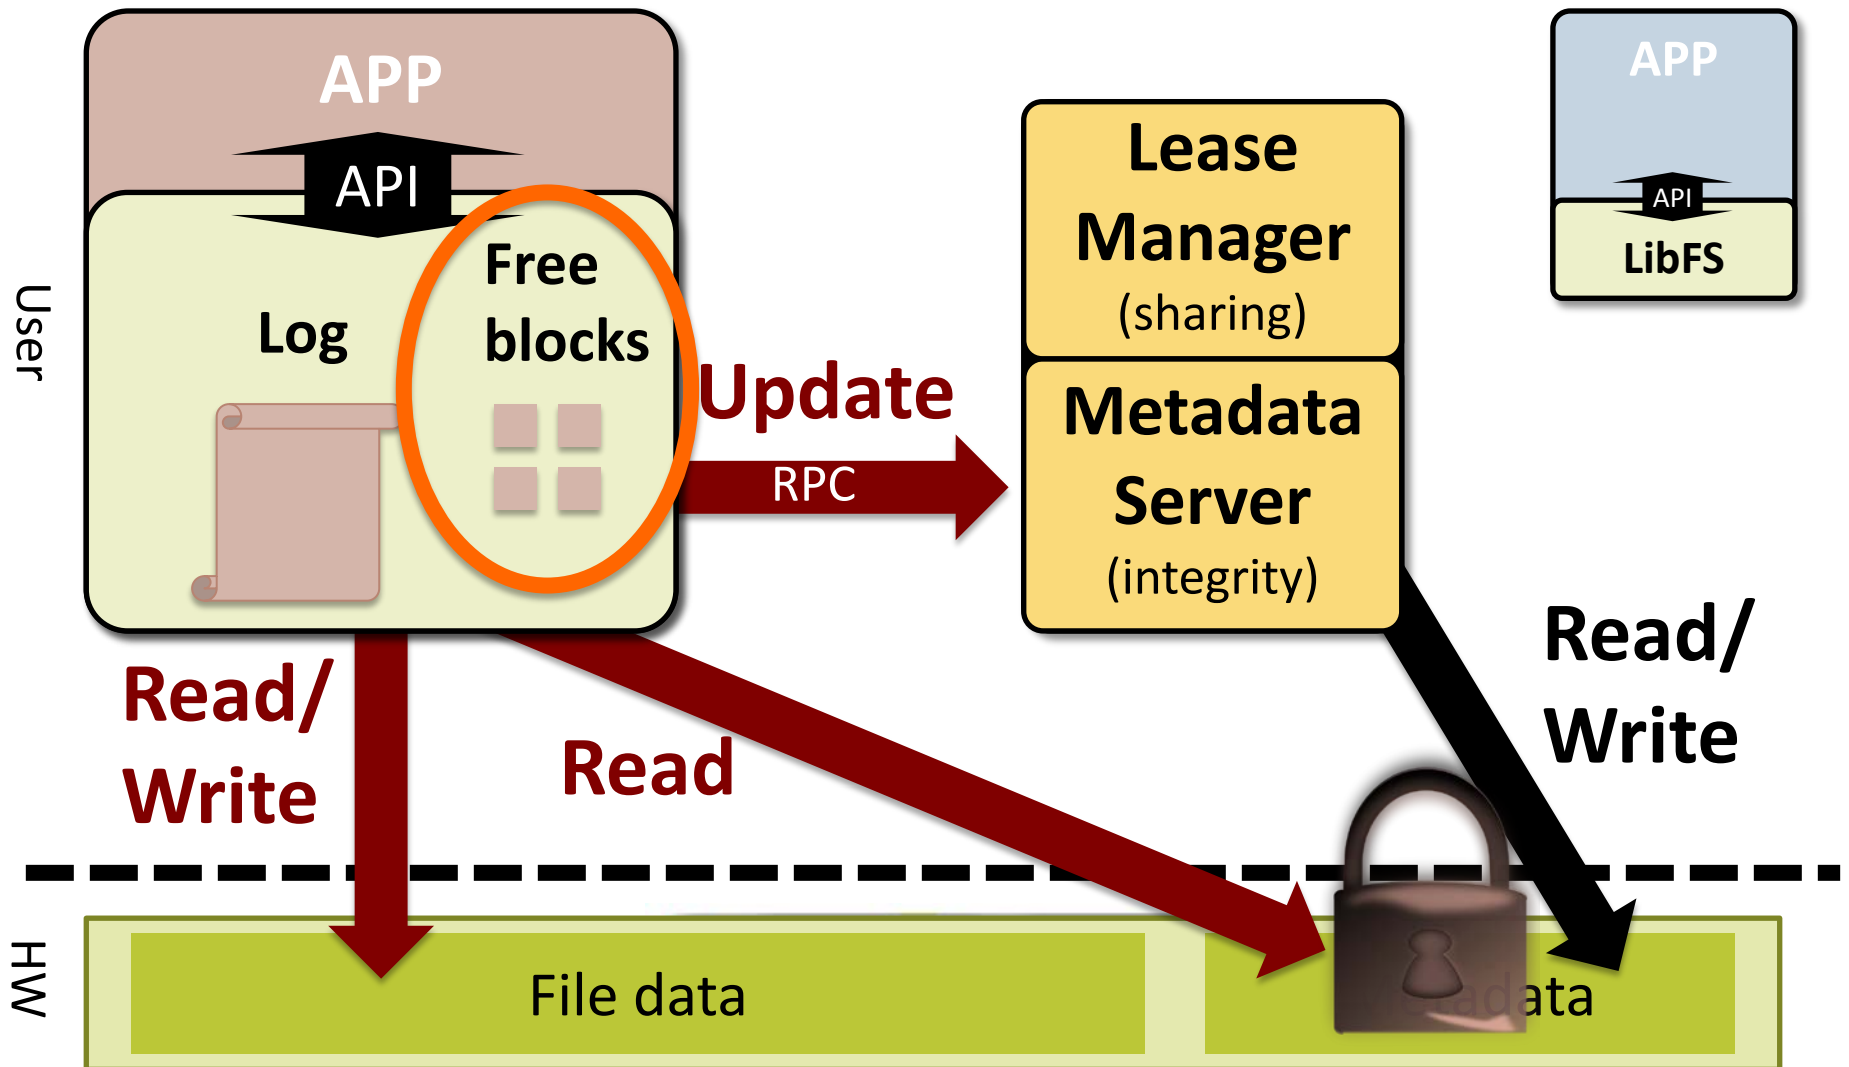 APP
API
Free
blocks
Log
User
Update
RPC
Lease
Manager
(sharing)
Metadata
Server
(integrity)
APP
API
LibFS
Read/
Write
Read
Read/
Write
HW
File data